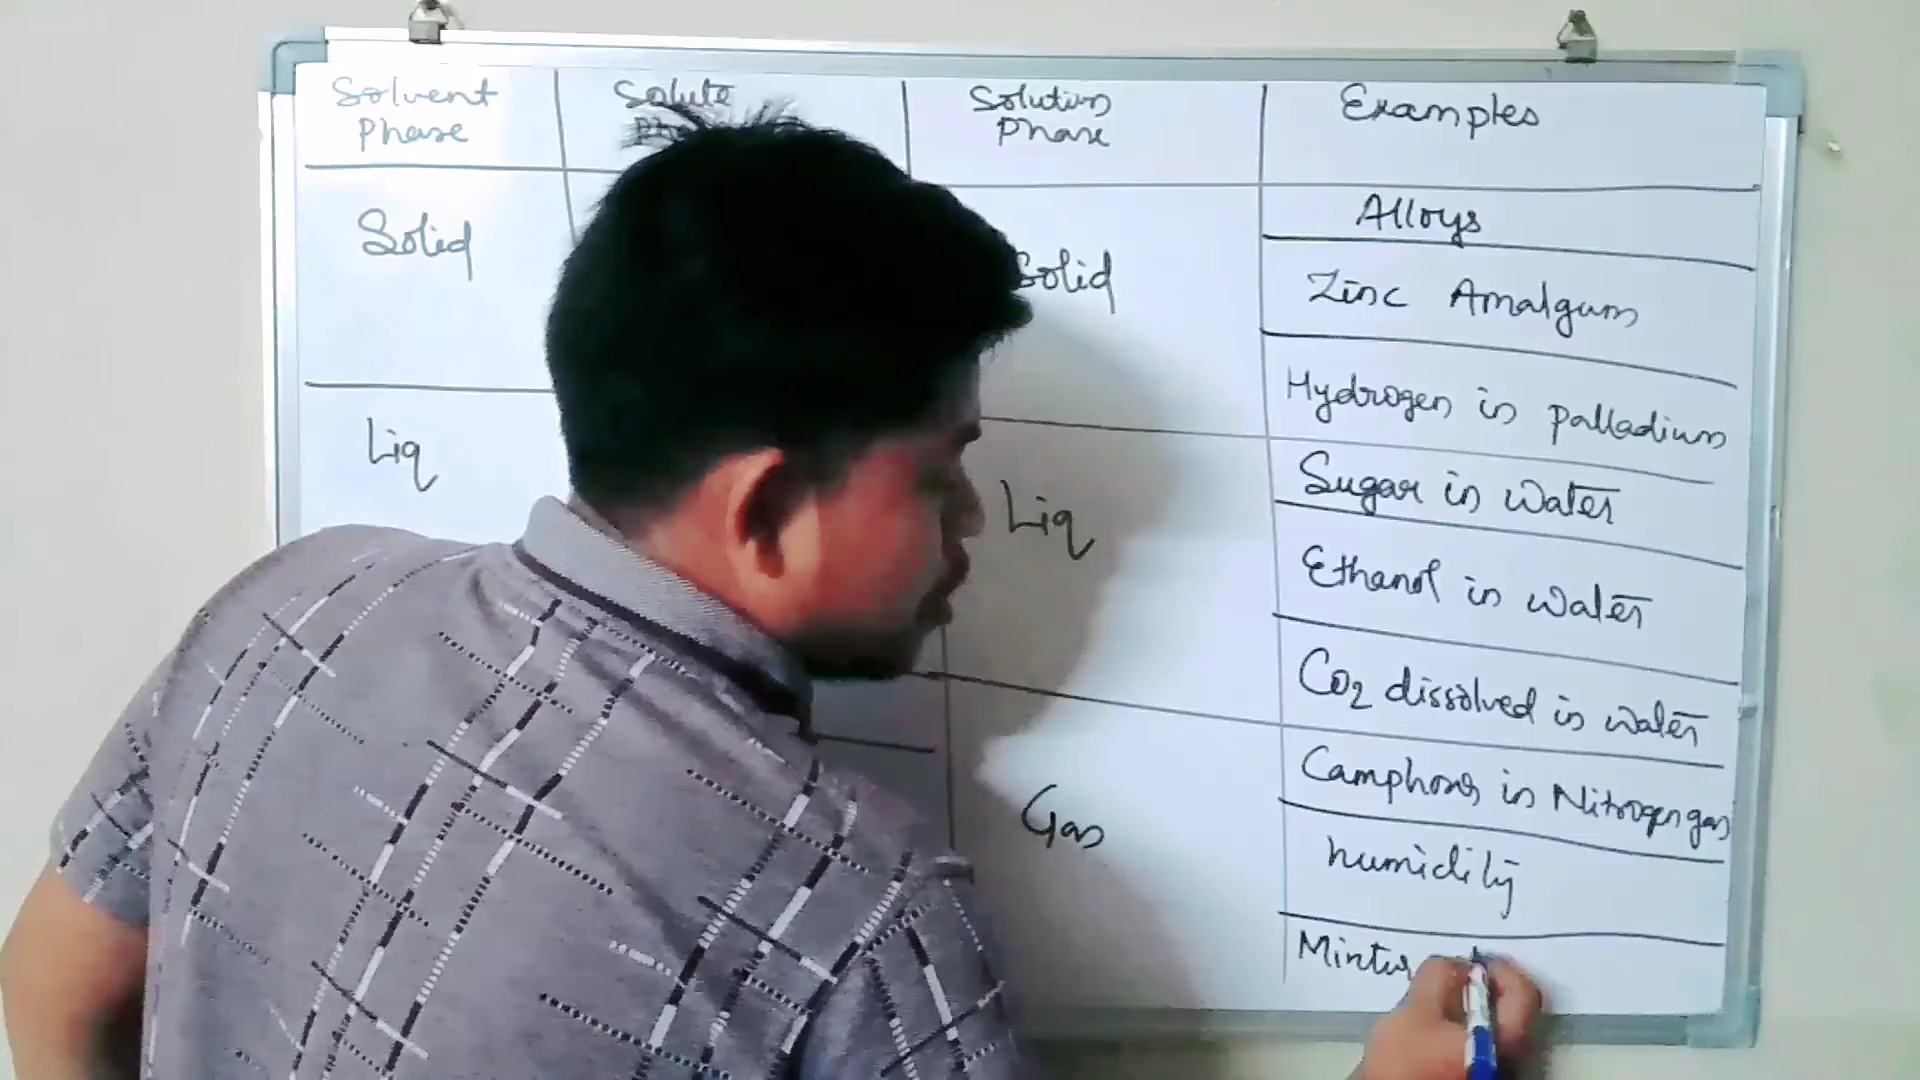 Solvent Phase
Solute
Solution Phase
Examples
Solid
Solid
Alloys
Zinc Amalgum
Hydrogen in palladium
Liq
Liq
Sugar in Water
Ethanol in Water
CO2 dissolved in water
Gas
Camphor in Nitrogen gas
humidity